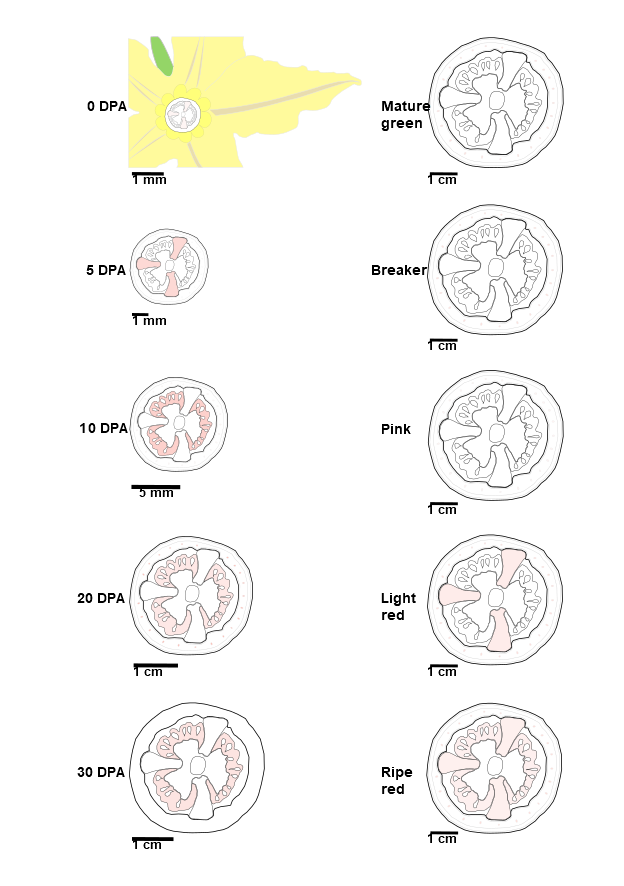 0 DPA
1 mm
5 DPA
1 mm
10 DPA
5 mm
20 DPA
1 cm
30 DPA
1 cm
Mature
green
1 cm
Breaker
1 cm
Pink
1 cm
Light
red
1 cm
Ripe
red
1 cm